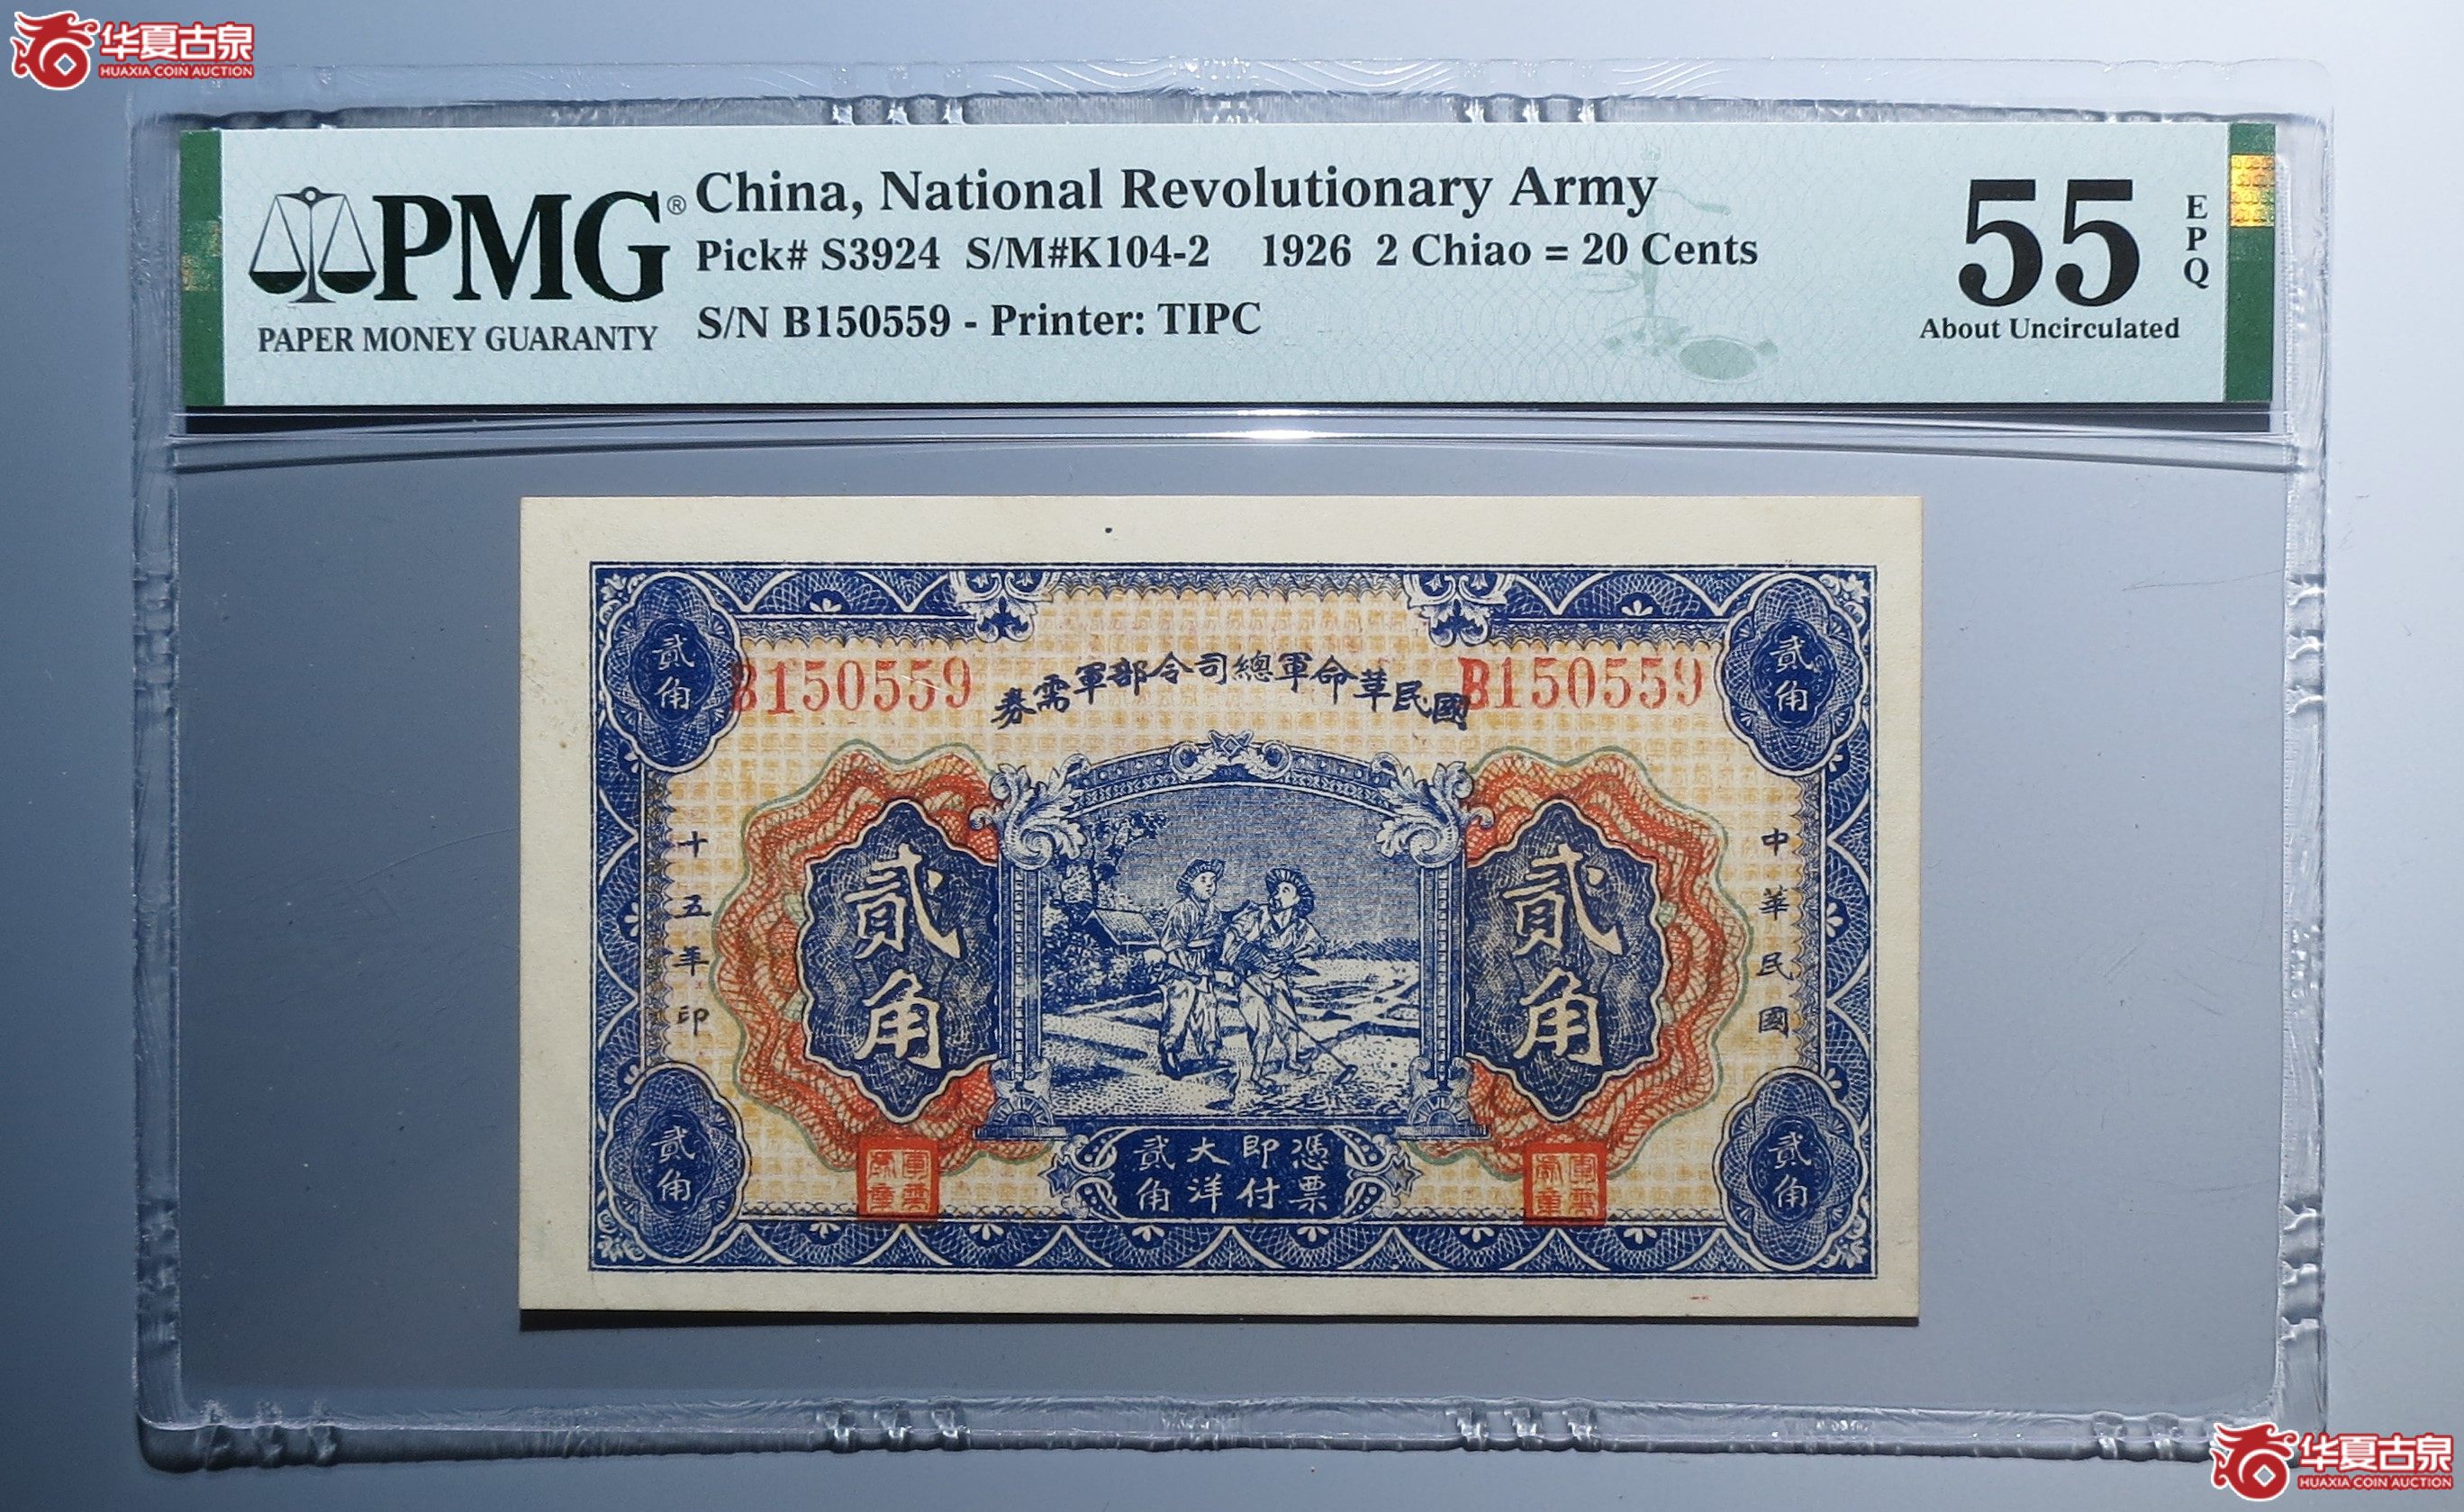 华夏古泉
HUAXIA COIN AUCTION
PMG®
PAPER MONEY GUARANTY
China, National Revolutionary Army
Pick# S3924 S/M#K104-2 1926 2 Chiao = 20 Cents
S/N B150559 - Printer: TIPC
55
EPQ
About Uncirculated
貳角
貳角
B150559
國民革命軍總司令部軍需券
B150559
中華民國
十五年印
貳角
貳角
憑票即付大洋貳角
貳角
貳角
华夏古泉
HUAXIA COIN AUCTION